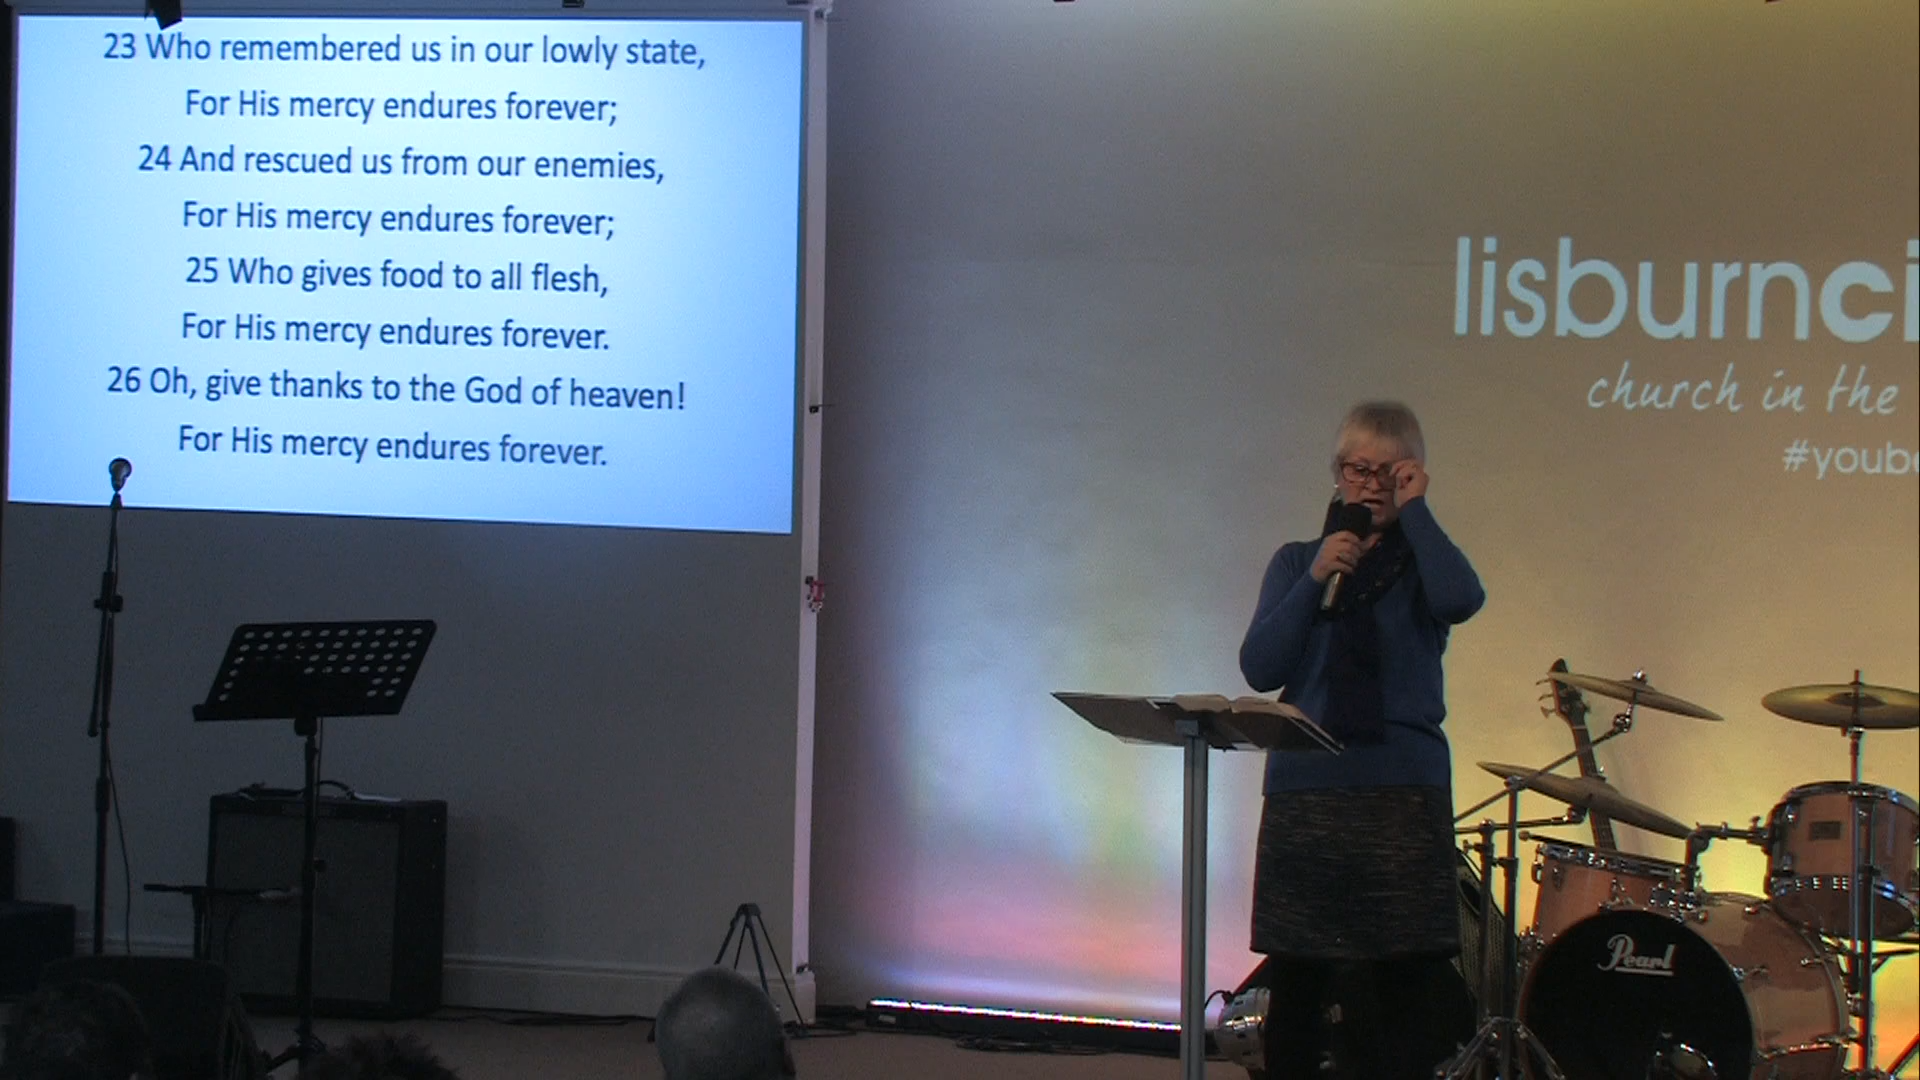 23 Who remembered us in our lowly state,
For His mercy endures forever;
24 And rescued us from our enemies,
For His mercy endures forever;
25 Who gives food to all flesh,
For His mercy endures forever.
26 Oh, give thanks to the God of heaven!
For His mercy endures forever.
lisburnci
church in the
#yoube
Pearl